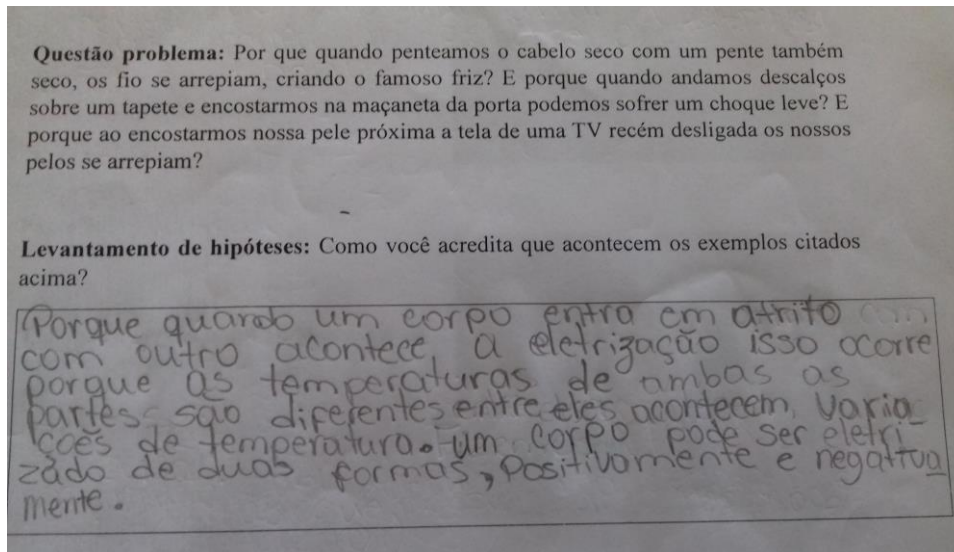 Questão problema: Por que quando penteamos o cabelo seco com um pente também
seco, os fio se arrepiam, criando o famoso friz? E porque quando andamos descalços
sobre um tapete e encostarmos na maçaneta da porta podemos sofrer um choque leve? E
porque ao encostarmos nossa pele próxima a tela de uma TV recém desligada os nossos
pelos se arrepiam?
Levantamento de hipóteses: Como você acredita que acontecem os exemplos citados
acima?
Porque quando um corpo entra em atrito
com outro acontece a eletrização isso ocorre
porque as temperaturas de ambas as
partes são diferentes entre eles acontecem varia
ções de temperatura. um corpo pode ser eletri
zado de duas formas, Positivamente e negativa
mente.